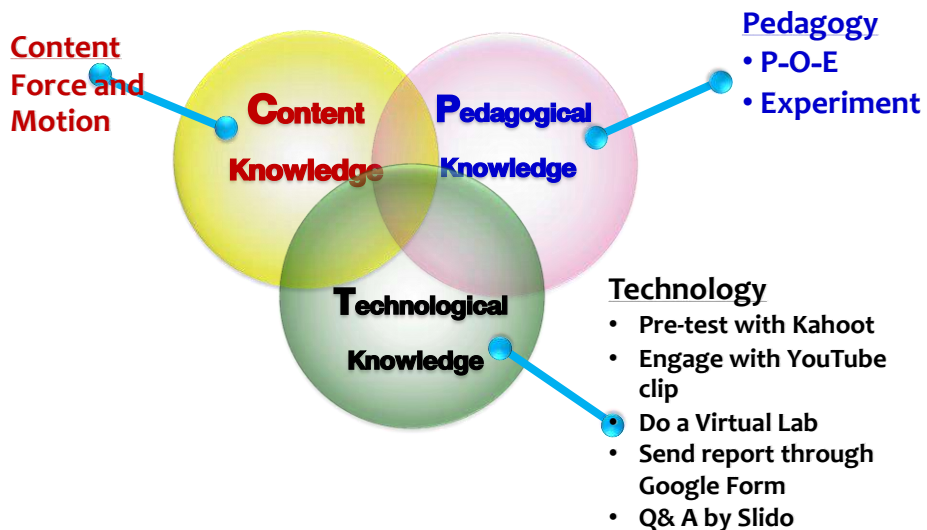 Content
Force and
Motion
Content
Knowledge
Pedagogical
Knowledge
Pedagogy
• P-O-E
• Experiment
Technological
Knowledge
Technology
• Pre-test with Kahoot
• Engage with YouTube
clip
• Do a Virtual Lab
• Send report through
Google Form
• Q& A by Slido